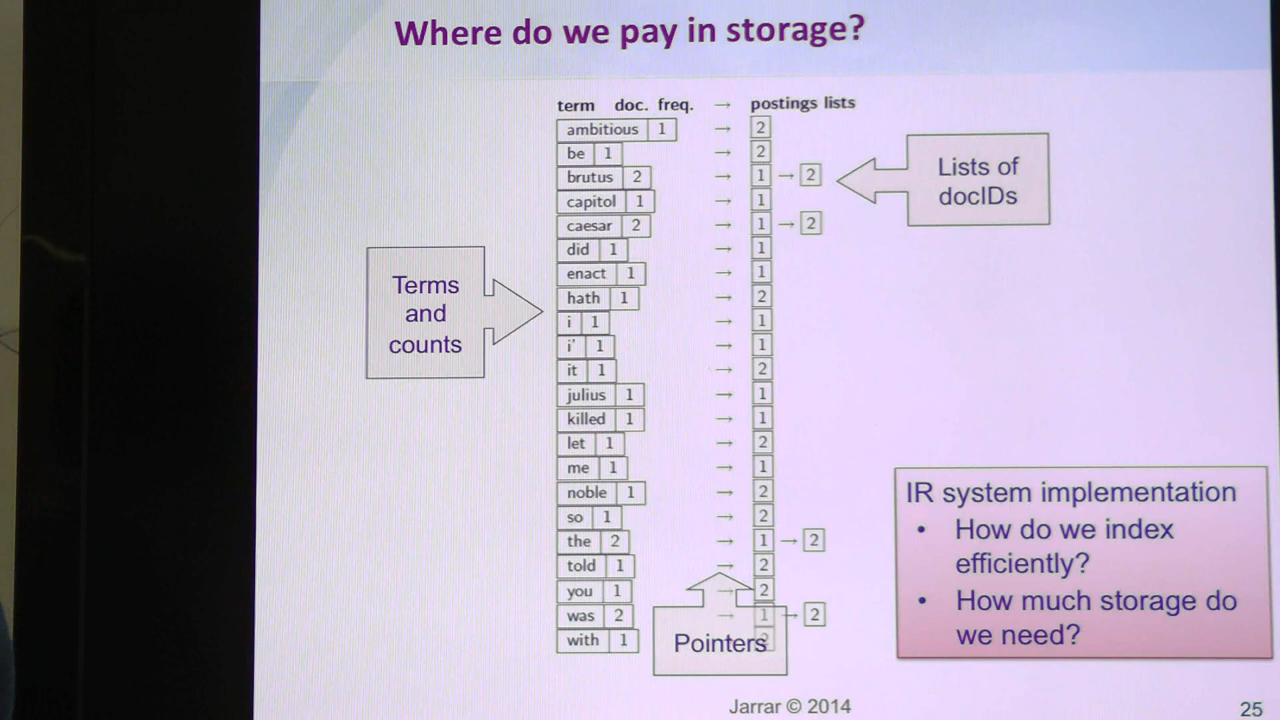 Where do we pay in storage?
term doc. freq. → postings lists
ambitious 1 → 2
be 1 → 2
brutus 2 → 1 → 2
capitol 1 → 1
caesar 2 → 1 → 2
did 1 → 1
enact 1 → 1
hath 1 → 2
i 1 → 1
i' 1 → 1
it 1 → 2
julius 1 → 1
killed 1 → 1
let 1 → 2
me 1 → 1
noble 1 → 2
so 1 → 2
the 2 → 1 → 2
told 1 → 2
you 1 → 2
was 2 → 1 → 2
with 1 2
Lists of
docIDs
Terms
and
counts
Pointers
IR system implementation
• How do we index
efficiently?
• How much storage do
we need?
Jarrar © 2014
25